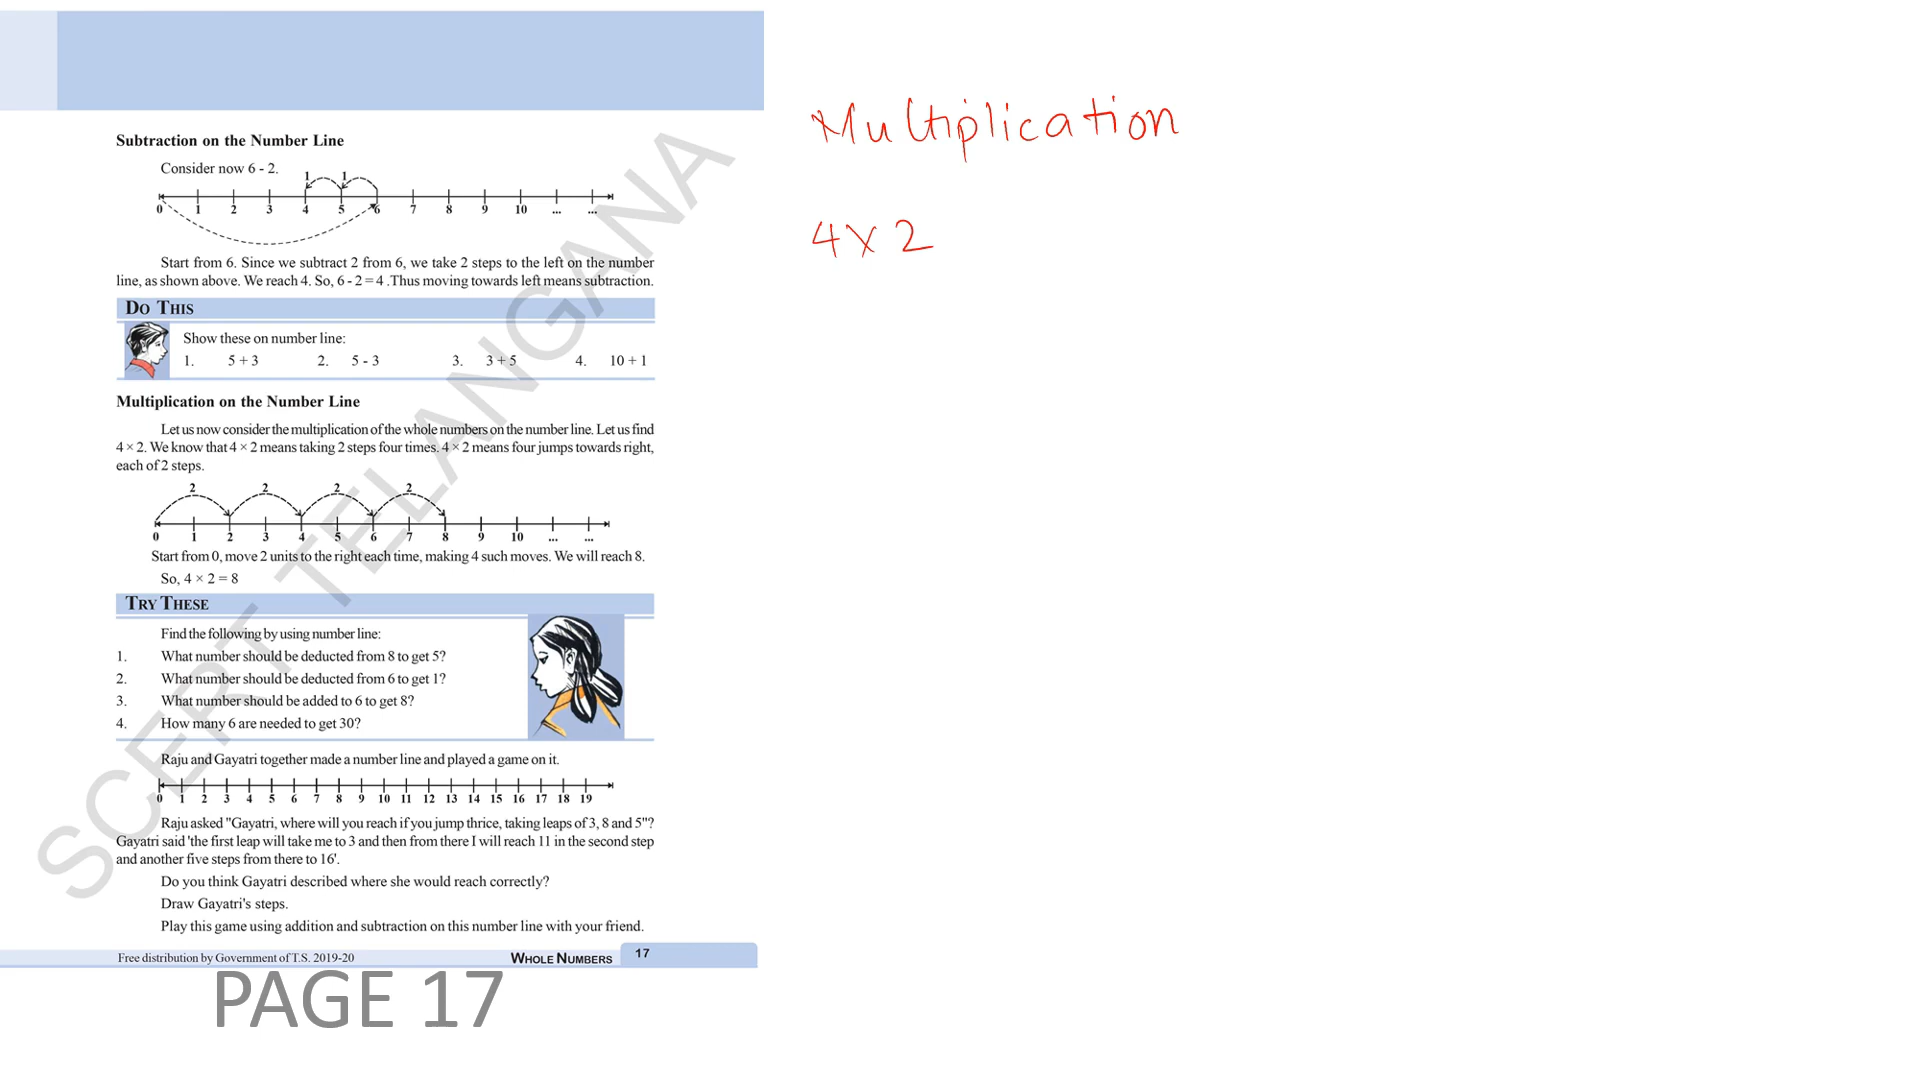 Subtraction on the Number Line
Consider now 6 - 2.
1 1
0 1 2 3 4 5 6 7 8 9 10 ... ...
Start from 6. Since we subtract 2 from 6, we take 2 steps to the left on the number
line, as shown above. We reach 4. So, 6 - 2 = 4 .Thus moving towards left means subtraction.
DO THIS
Show these on number line:
1. 5 + 3 2. 5 - 3 3. 3 + 5 4. 10 + 1
Multiplication on the Number Line
Let us now consider the multiplication of the whole numbers on the number line. Let us find
4 × 2. We know that 4 × 2 means taking 2 steps four times. 4 × 2 means four jumps towards right,
each of 2 steps.
2 2 2 2
0 1 2 3 4 5 6 7 8 9 10 ... ...
Start from 0, move 2 units to the right each time, making 4 such moves. We will reach 8.
So, 4 × 2 = 8
TRY THESE
Find the following by using number line:
1. What number should be deducted from 8 to get 5?
2. What number should be deducted from 6 to get 1?
3. What number should be added to 6 to get 8?
4. How many 6 are needed to get 30?
Raju and Gayatri together made a number line and played a game on it.
0 1 2 3 4 5 6 7 8 9 10 11 12 13 14 15 16 17 18 19
Raju asked "Gayatri, where will you reach if you jump thrice, taking leaps of 3, 8 and 5"?
Gayatri said 'the first leap will take me to 3 and then from there I will reach 11 in the second step
and another five steps from there to 16'.
Do you think Gayatri described where she would reach correctly?
Draw Gayatri's steps.
Play this game using addition and subtraction on this number line with your friend.
Free distribution by Government of T.S. 2019-20 WHOLE NUMBERS 17
SCERT TELANGANA
PAGE 17
Multiplication
4 X 2